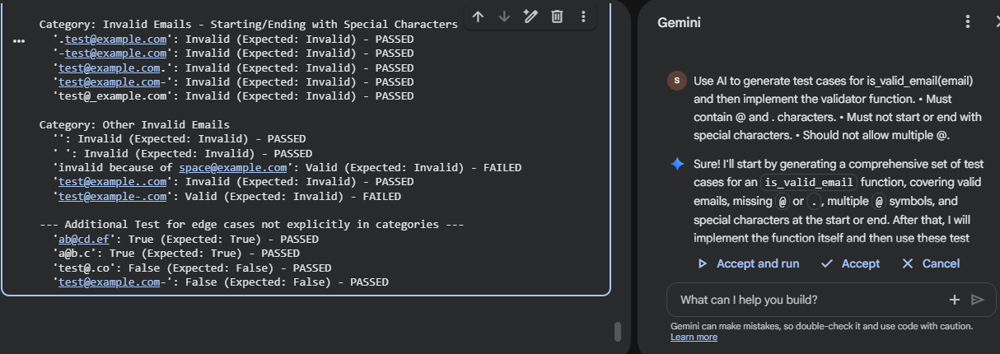 Category: Invalid Emails - Starting/Ending with Special Characters
'.test@example.com': Invalid (Expected: Invalid) - PASSED
'-test@example.com': Invalid (Expected: Invalid) - PASSED
'test@example.com.': Invalid (Expected: Invalid) - PASSED
'test@example.com-': Invalid (Expected: Invalid) - PASSED
'test@_example.com': Invalid (Expected: Invalid) - PASSED
Category: Other Invalid Emails
'': Invalid (Expected: Invalid) - PASSED
' ': Invalid (Expected: Invalid) - PASSED
'invalid because of space@example.com': Valid (Expected: Invalid) - FAILED
'test@example..com': Invalid (Expected: Invalid) - PASSED
'test@example-.com': Valid (Expected: Invalid) - FAILED
--- Additional Test for edge cases not explicitly in categories ---
'ab@cd.ef': True (Expected: True) - PASSED
'a@b.c': True (Expected: True) - PASSED
'test@.co': False (Expected: False) - PASSED
'test@example.com-': False (Expected: False) - PASSED
Gemini
S
Use AI to generate test cases for is_valid_email(email)
and then implement the validator function. • Must
contain @ and . characters. • Must not start or end with
special characters. • Should not allow multiple @.
Sure! I'll start by generating a comprehensive set of test
cases for an is_valid_email function, covering valid
emails, missing @ or ., multiple @ symbols, and
special characters at the start or end. After that, I will
implement the function itself and then use these test
Accept and run Accept Cancel
What can I help you build?
Gemini can make mistakes, so double-check it and use code with caution.
Learn more